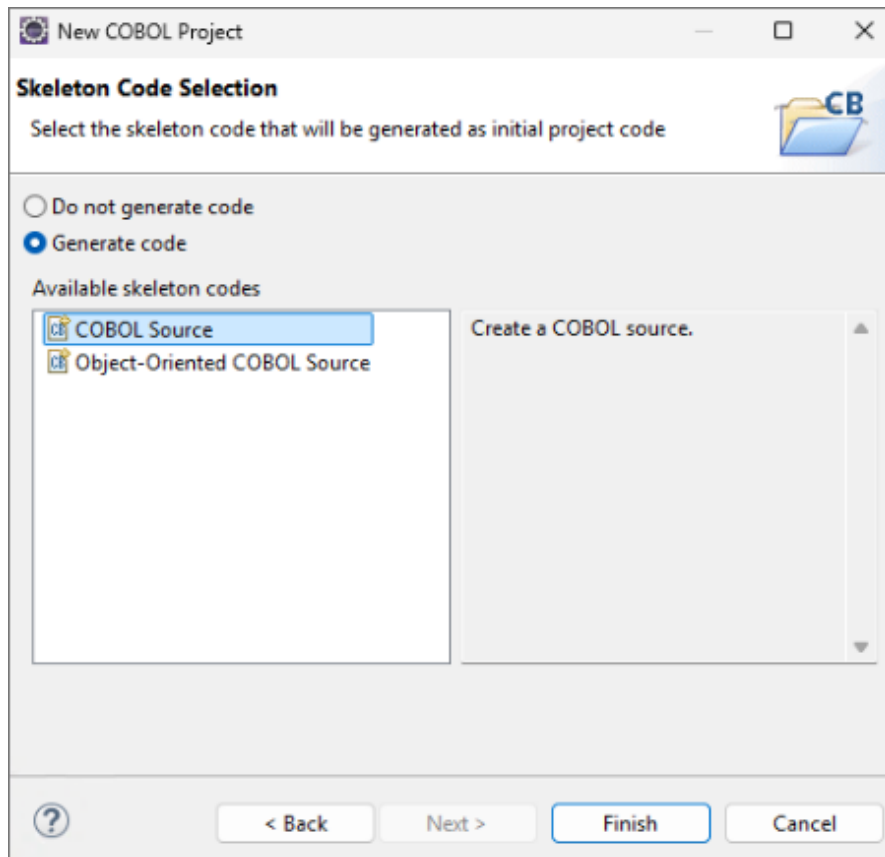 New COBOL Project
Skeleton Code Selection
Select the skeleton code that will be generated as initial project code
CB
Do not generate code
Generate code
Available skeleton codes
CB COBOL Source
CB Object-Oriented COBOL Source
Create a COBOL source.
?
< Back
Next >
Finish
Cancel